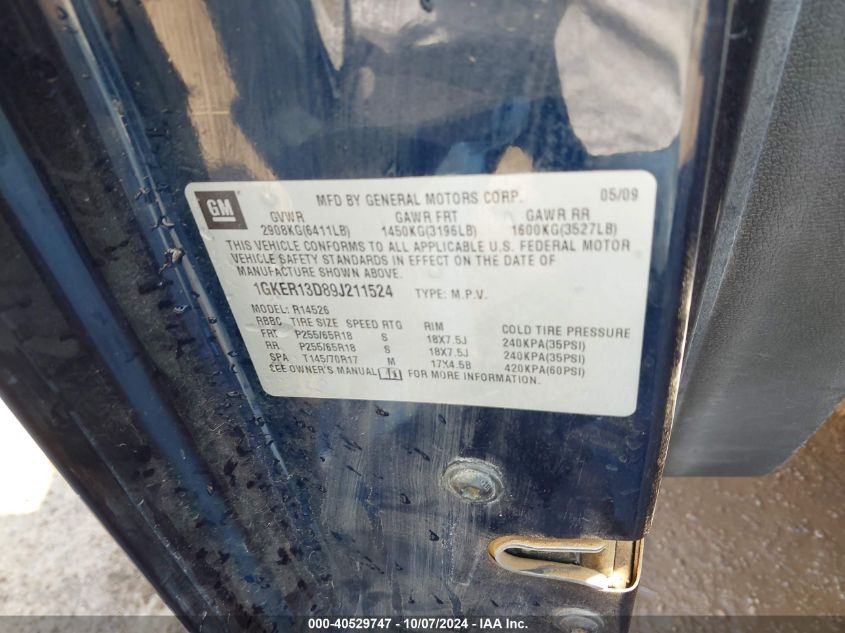 GM
MFD BY GENERAL MOTORS CORP. 05/09
GVWR GAWR FRT GAWR RR
2908KG(6411LB) 1450KG(3196LB) 1600KG(3527LB)
THIS VEHICLE CONFORMS TO ALL APPLICABLE U.S. FEDERAL MOTOR
VEHICLE SAFETY STANDARDS IN EFFECT ON THE DATE OF
MANUFACTURE SHOWN ABOVE.
1GKER13D89J211524 TYPE: M.P.V.
MODEL: R14526
RBBC TIRE SIZE SPEED RTG RIM COLD TIRE PRESSURE
FRT P255/65R18 S 18X7.5J 240KPA(35PSI)
RR P255/65R18 S 18X7.5J 240KPA(35PSI)
SPA T145/70R17 M 17X4.5B 420KPA(60PSI)
SEE OWNER'S MANUAL FOR MORE INFORMATION.
000-40529747 - 10/07/2024 - IAA Inc.